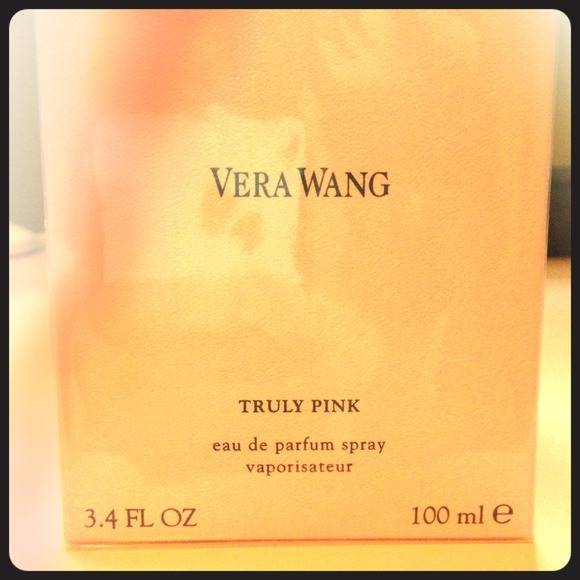 VERA WANG
TRULY PINK
eau de parfum spray
vaporisateur
3.4 FL OZ 100 ml ℮